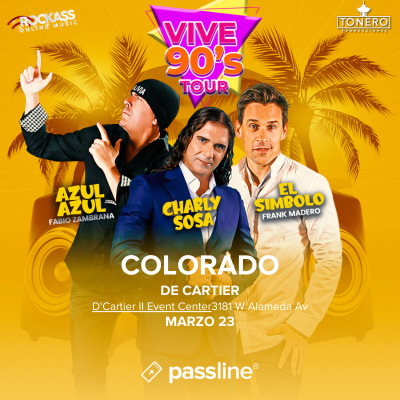 ROCKASS
ONLINE MUSIC
VIVE
90's
TOUR
TONERO
AZUL
AZUL
FABIO ZAMBRANA
CHARLY
SOSA
EL
SIMBOLO
FRANK MADERO
COLORADO
DE CARTIER
D'Cartier II Event Center3181 W Alameda Av
MARZO 23
passline®